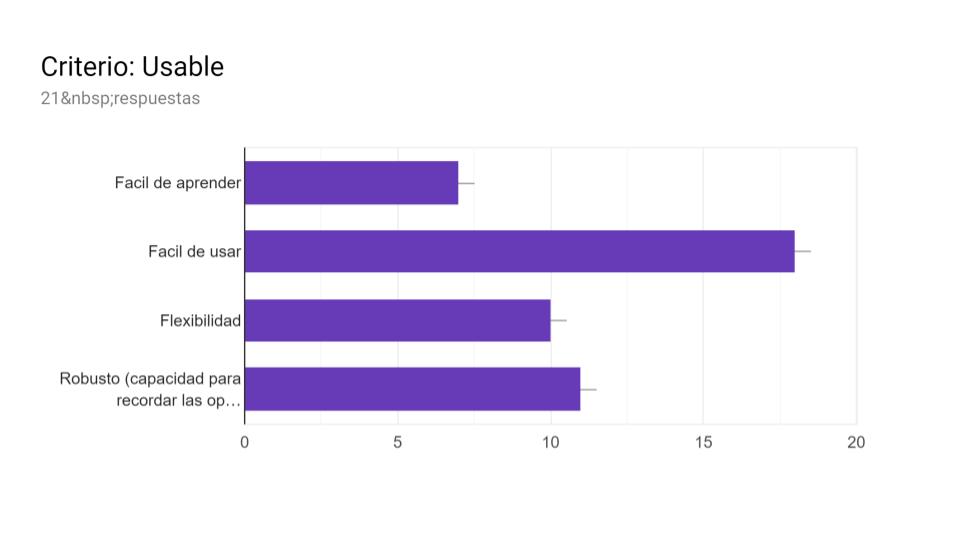 Criterio: Usable
21&nbsp;respuestas
Facil de aprender
Facil de usar
Flexibilidad
Robusto (capacidad para
recordar las op…
0 5 10 15 20